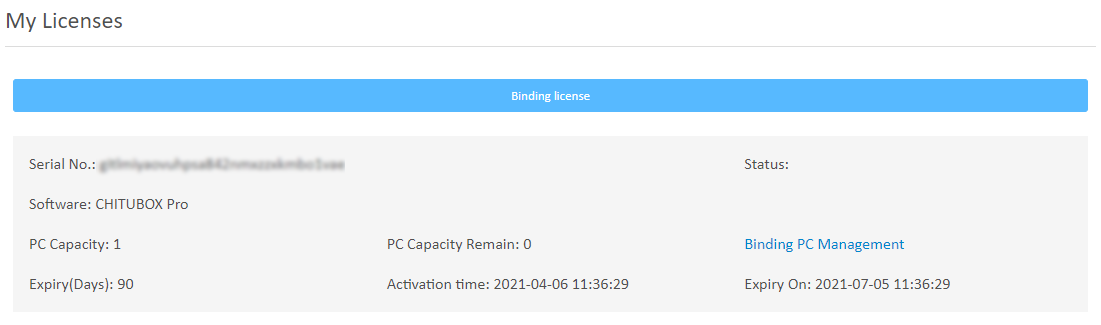 My Licenses
Binding license
Serial No.:
Status:
Software: CHITUBOX Pro
PC Capacity: 1
PC Capacity Remain: 0
Binding PC Management
Expiry(Days): 90
Activation time: 2021-04-06 11:36:29
Expiry On: 2021-07-05 11:36:29